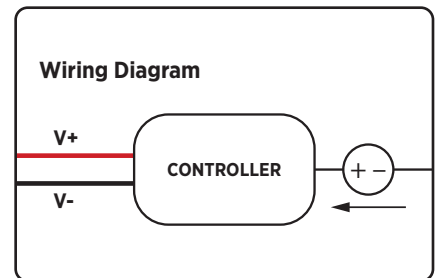 Wiring Diagram
V+
CONTROLLER
+ −
V-